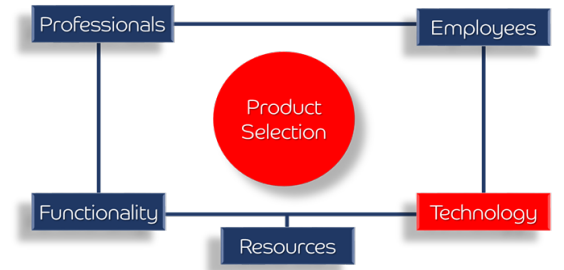 Professionals
Employees
Product
Selection
Functionality
Technology
Resources